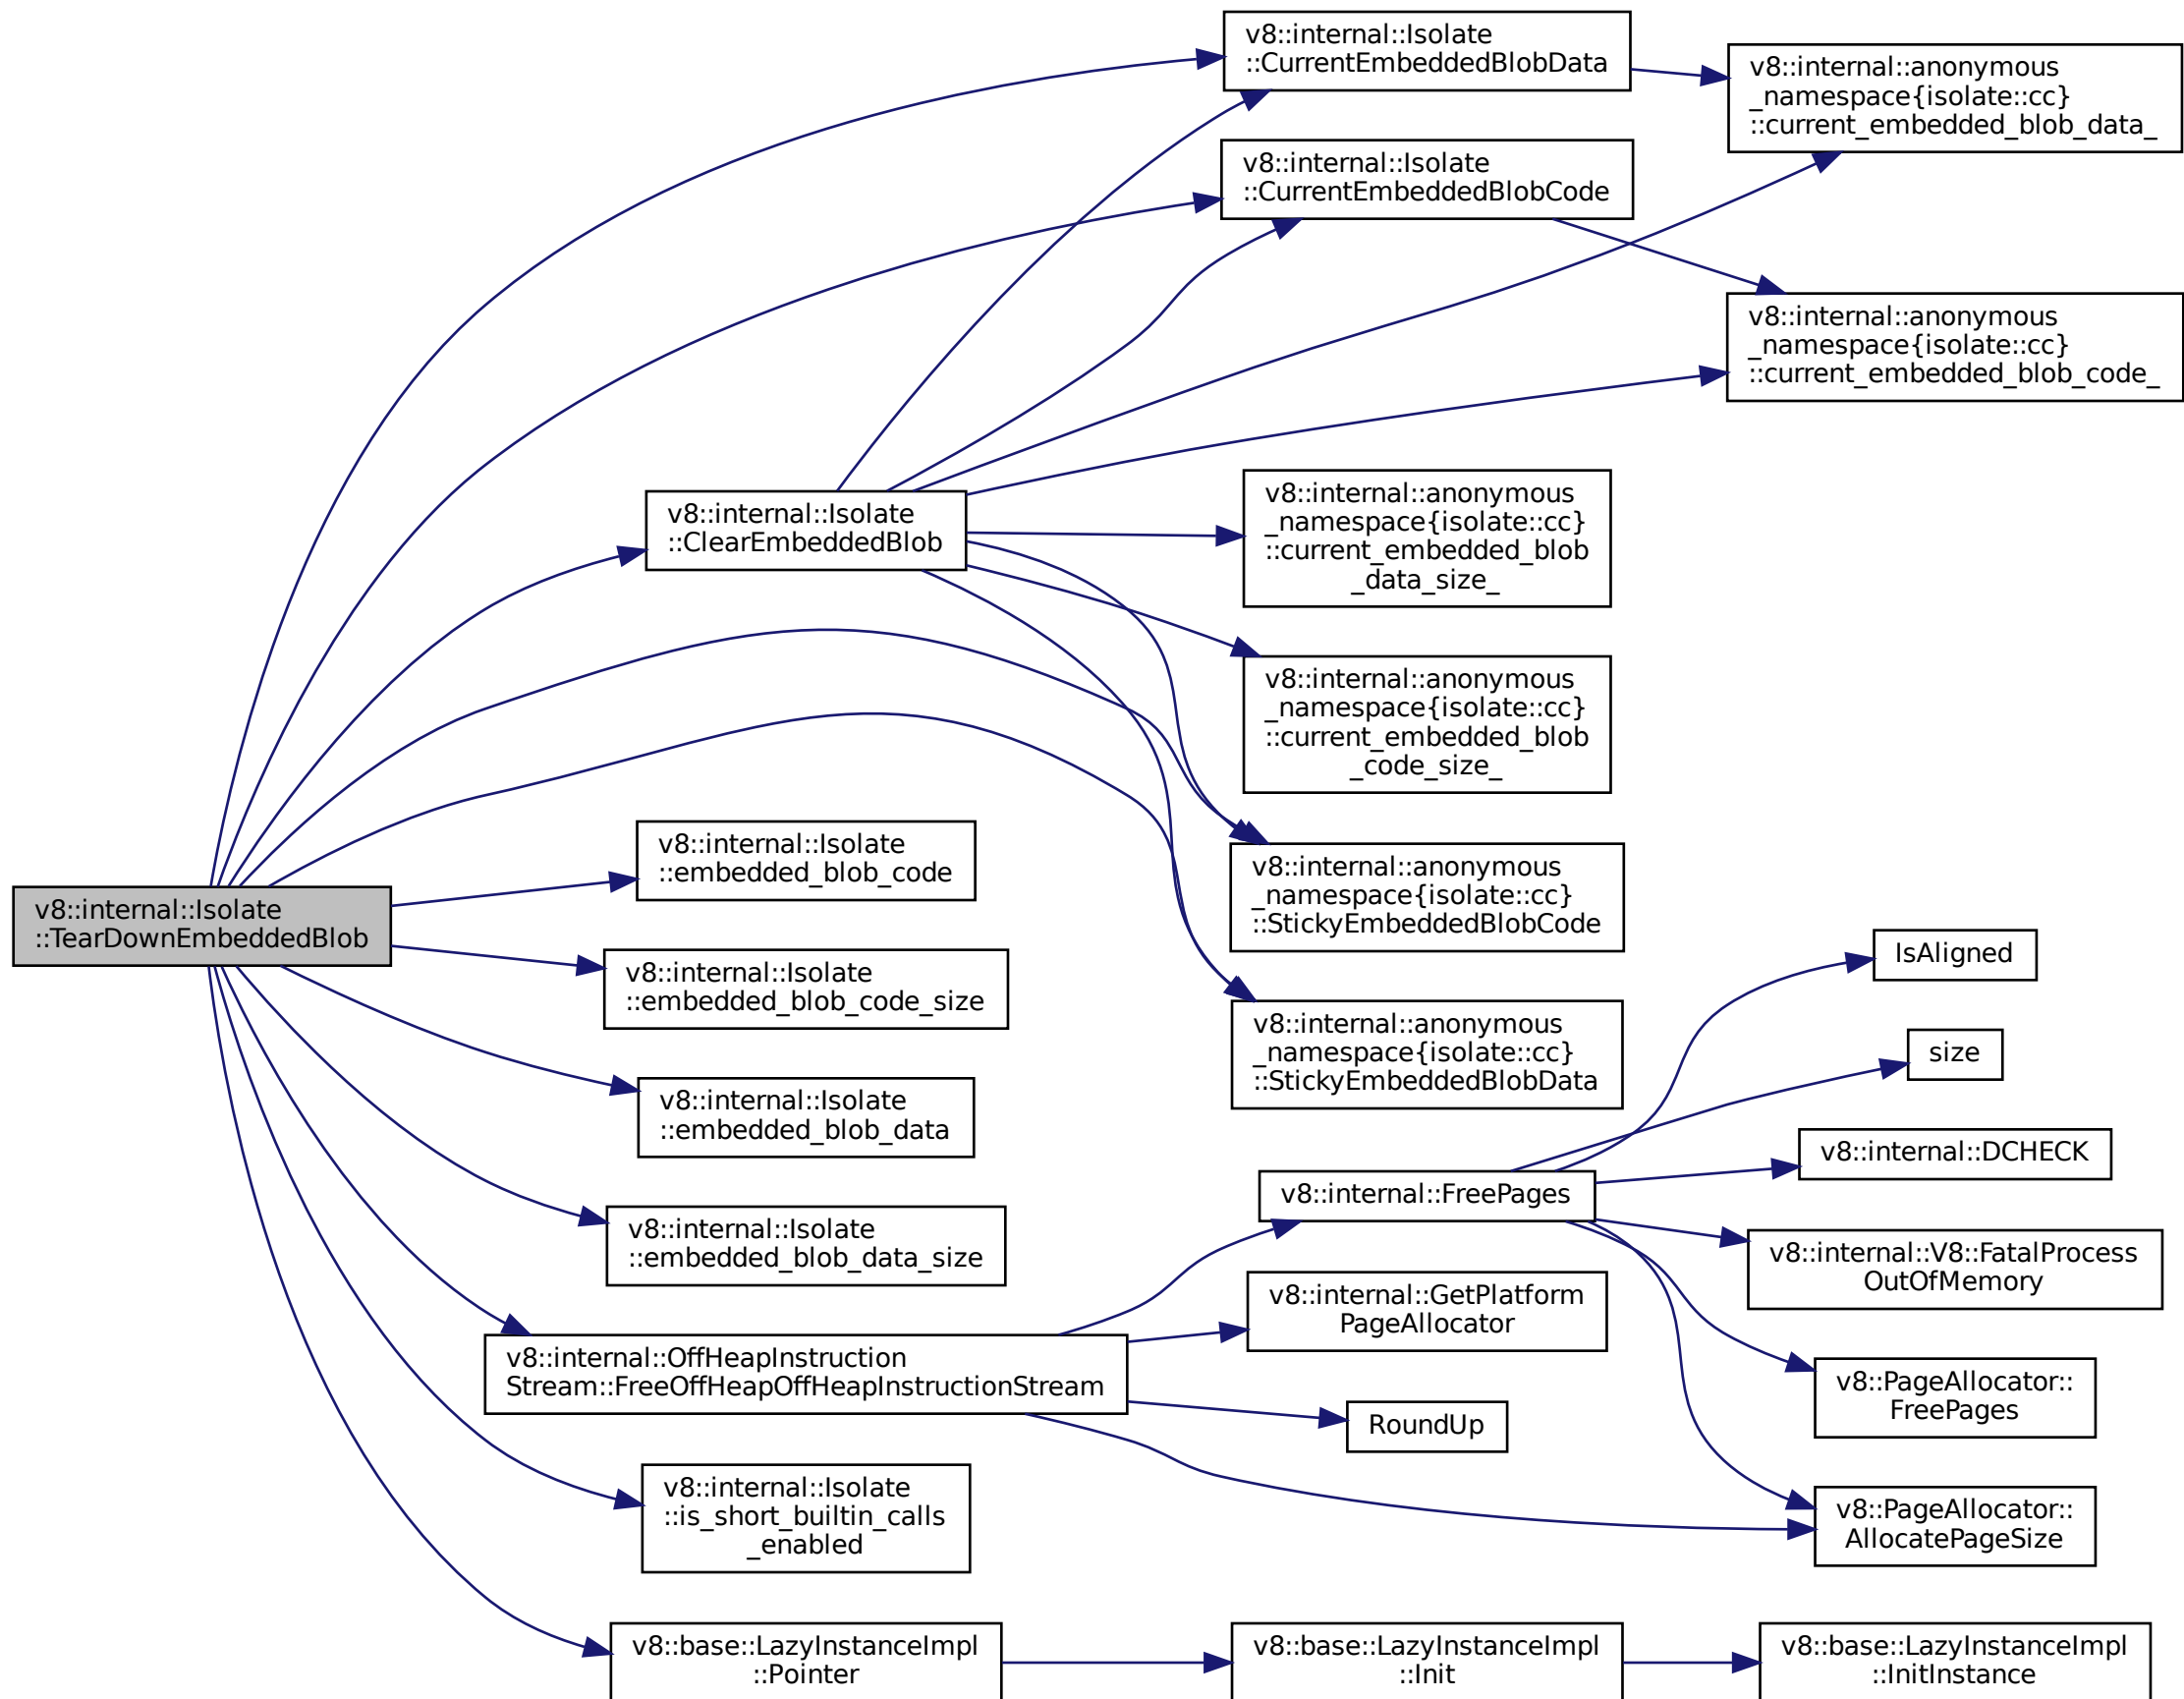 v8::internal::Isolate
::CurrentEmbeddedBlobData
v8::internal::anonymous
_namespace{isolate::cc}
::current_embedded_blob_data_
v8::internal::Isolate
::CurrentEmbeddedBlobCode
v8::internal::anonymous
_namespace{isolate::cc}
::current_embedded_blob_code_
v8::internal::Isolate
::ClearEmbeddedBlob
v8::internal::anonymous
_namespace{isolate::cc}
::current_embedded_blob
_data_size_
v8::internal::anonymous
_namespace{isolate::cc}
::current_embedded_blob
_code_size_
v8::internal::Isolate
::embedded_blob_code
v8::internal::anonymous
_namespace{isolate::cc}
::StickyEmbeddedBlobCode
v8::internal::Isolate
::TearDownEmbeddedBlob
v8::internal::Isolate
::embedded_blob_code_size
v8::internal::anonymous
_namespace{isolate::cc}
::StickyEmbeddedBlobData
IsAligned
size
v8::internal::Isolate
::embedded_blob_data
v8::internal::DCHECK
v8::internal::FreePages
v8::internal::Isolate
::embedded_blob_data_size
v8::internal::V8::FatalProcess
OutOfMemory
v8::internal::GetPlatform
PageAllocator
v8::internal::OffHeapInstruction
Stream::FreeOffHeapOffHeapInstructionStream
v8::PageAllocator::
FreePages
RoundUp
v8::internal::Isolate
::is_short_builtin_calls
_enabled
v8::PageAllocator::
AllocatePageSize
v8::base::LazyInstanceImpl
::Pointer
v8::base::LazyInstanceImpl
::Init
v8::base::LazyInstanceImpl
::InitInstance